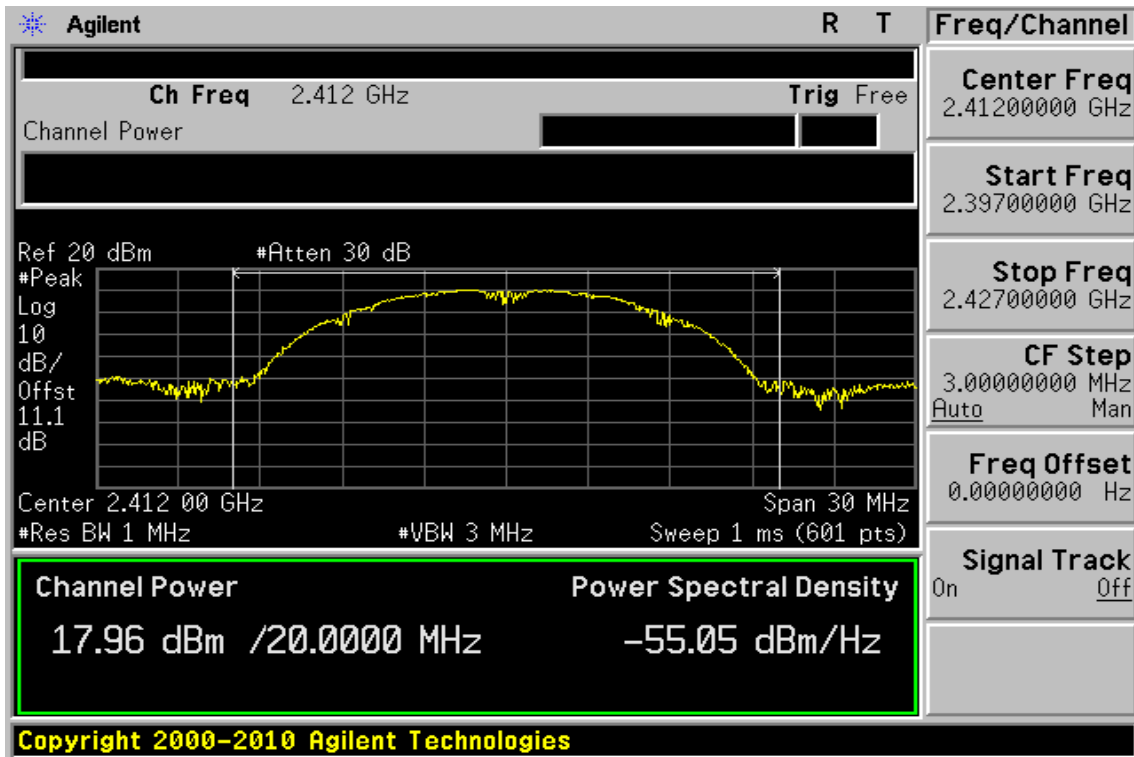 Agilent R T
Freq/Channel
Ch Freq 2.412 GHz Trig Free
Channel Power
Ref 20 dBm #Atten 30 dB
#Peak
Log
10
dB/
Offst
11.1
dB
Center 2.412 00 GHz Span 30 MHz
#Res BW 1 MHz #VBW 3 MHz Sweep 1 ms (601 pts)
Channel Power Power Spectral Density
17.96 dBm /20.0000 MHz -55.05 dBm/Hz
Center Freq
2.41200000 GHz
Start Freq
2.39700000 GHz
Stop Freq
2.42700000 GHz
CF Step
3.00000000 MHz
Auto Man
Freq Offset
0.00000000 Hz
Signal Track
On Off
Copyright 2000-2010 Agilent Technologies